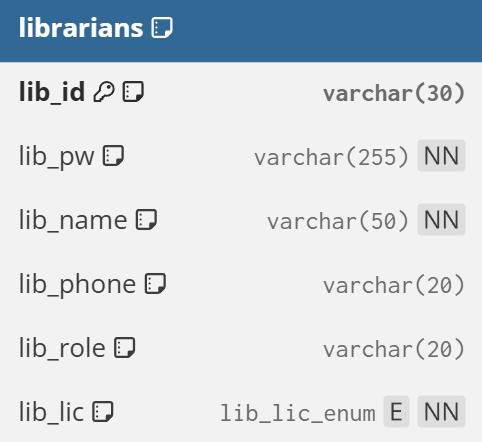 librarians
lib_id varchar(30)
lib_pw varchar(255) NN
lib_name varchar(50) NN
lib_phone varchar(20)
lib_role varchar(20)
lib_lic lib_lic_enum E NN